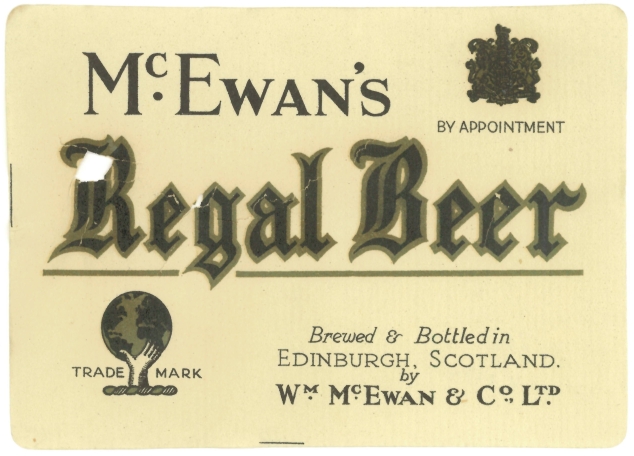 McEwan's
BY APPOINTMENT
Regal Beer
TRADE MARK
Brewed & Bottled in
EDINBURGH, SCOTLAND.
by
WM. McEWAN & Co., LTD.